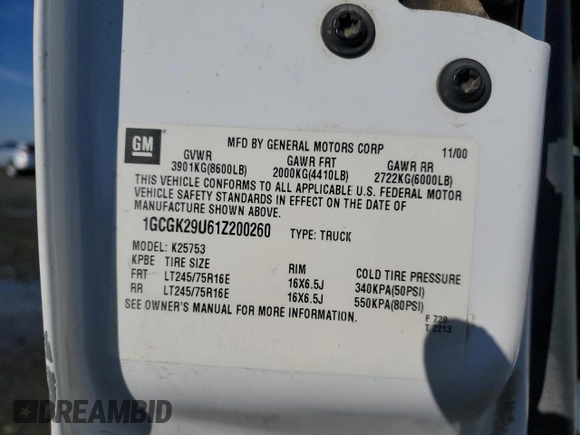 GM
MFD BY GENERAL MOTORS CORP 11/00
GVWR GAWR FRT GAWR RR
3901KG(8600LB) 2000KG(4410LB) 2722KG(6000LB)
THIS VEHICLE CONFORMS TO ALL APPLICABLE U.S. FEDERAL MOTOR
VEHICLE SAFETY STANDARDS IN EFFECT ON THE DATE OF
MANUFACTURE SHOWN ABOVE.
1GCGK29U61Z200260 TYPE: TRUCK
MODEL: K25753
KPBE TIRE SIZE RIM COLD TIRE PRESSURE
FRT LT245/75R16E 16X6.5J 340KPA(50PSI)
RR LT245/75R16E 16X6.5J 550KPA(80PSI)
SEE OWNER'S MANUAL FOR MORE INFORMATION.
F 729
T 2213
DREAMBID